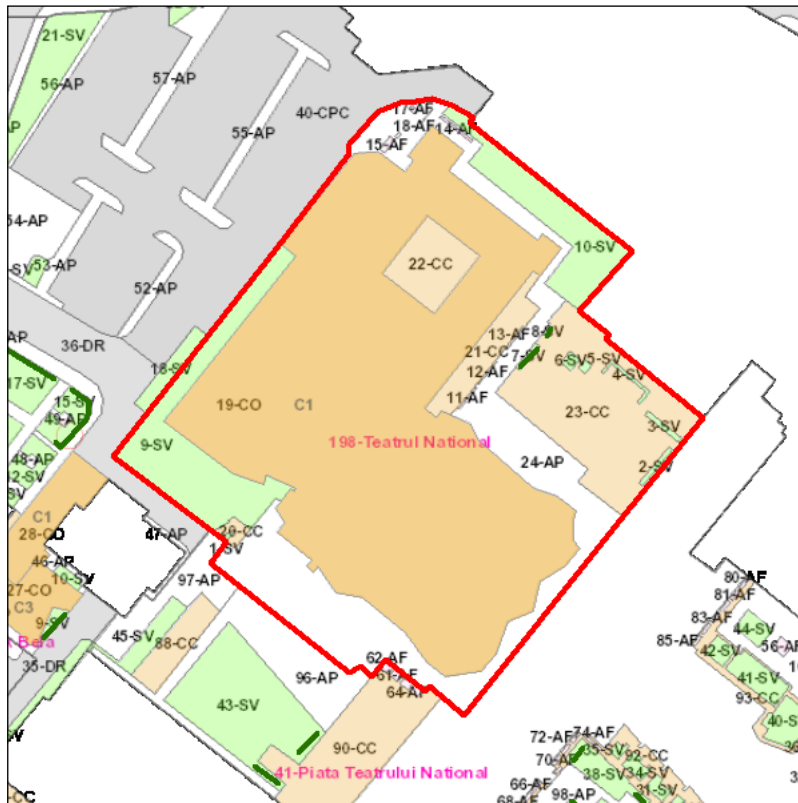 21-SV
56-AP
57-AP
55-AP
40-CPC
17-AF
18-AF
14-AF
15-AF
54-AP
53-AP
52-AP
10-SV
22-CC
36-DR
13-AF
8-SV
21-CC
7-SV
6-SV
5-SV
12-AF
4-SV
11-AF
17-SV
15-SV
49-AP
18-SV
19-CO
C1
23-CC
3-SV
9-SV
198-Teatrul National
24-AP
2-SV
48-AP
C1
28-CO
47-AP
20-CC
1-SV
46-AP
97-AP
27-CO
C3
9-SV
45-SV
88-CC
35-DR
62-AF
61-AF
96-AP
43-SV
90-CC
41-Piata Teatrului National
80-AF
81-AF
83-AF
85-AF
44-SV
42-SV
41-SV
93-CC
72-AF
74-AF
70-AF
35-SV
92-CC
38-SV
34-SV
31-SV
66-AF
98-AP
68-AF